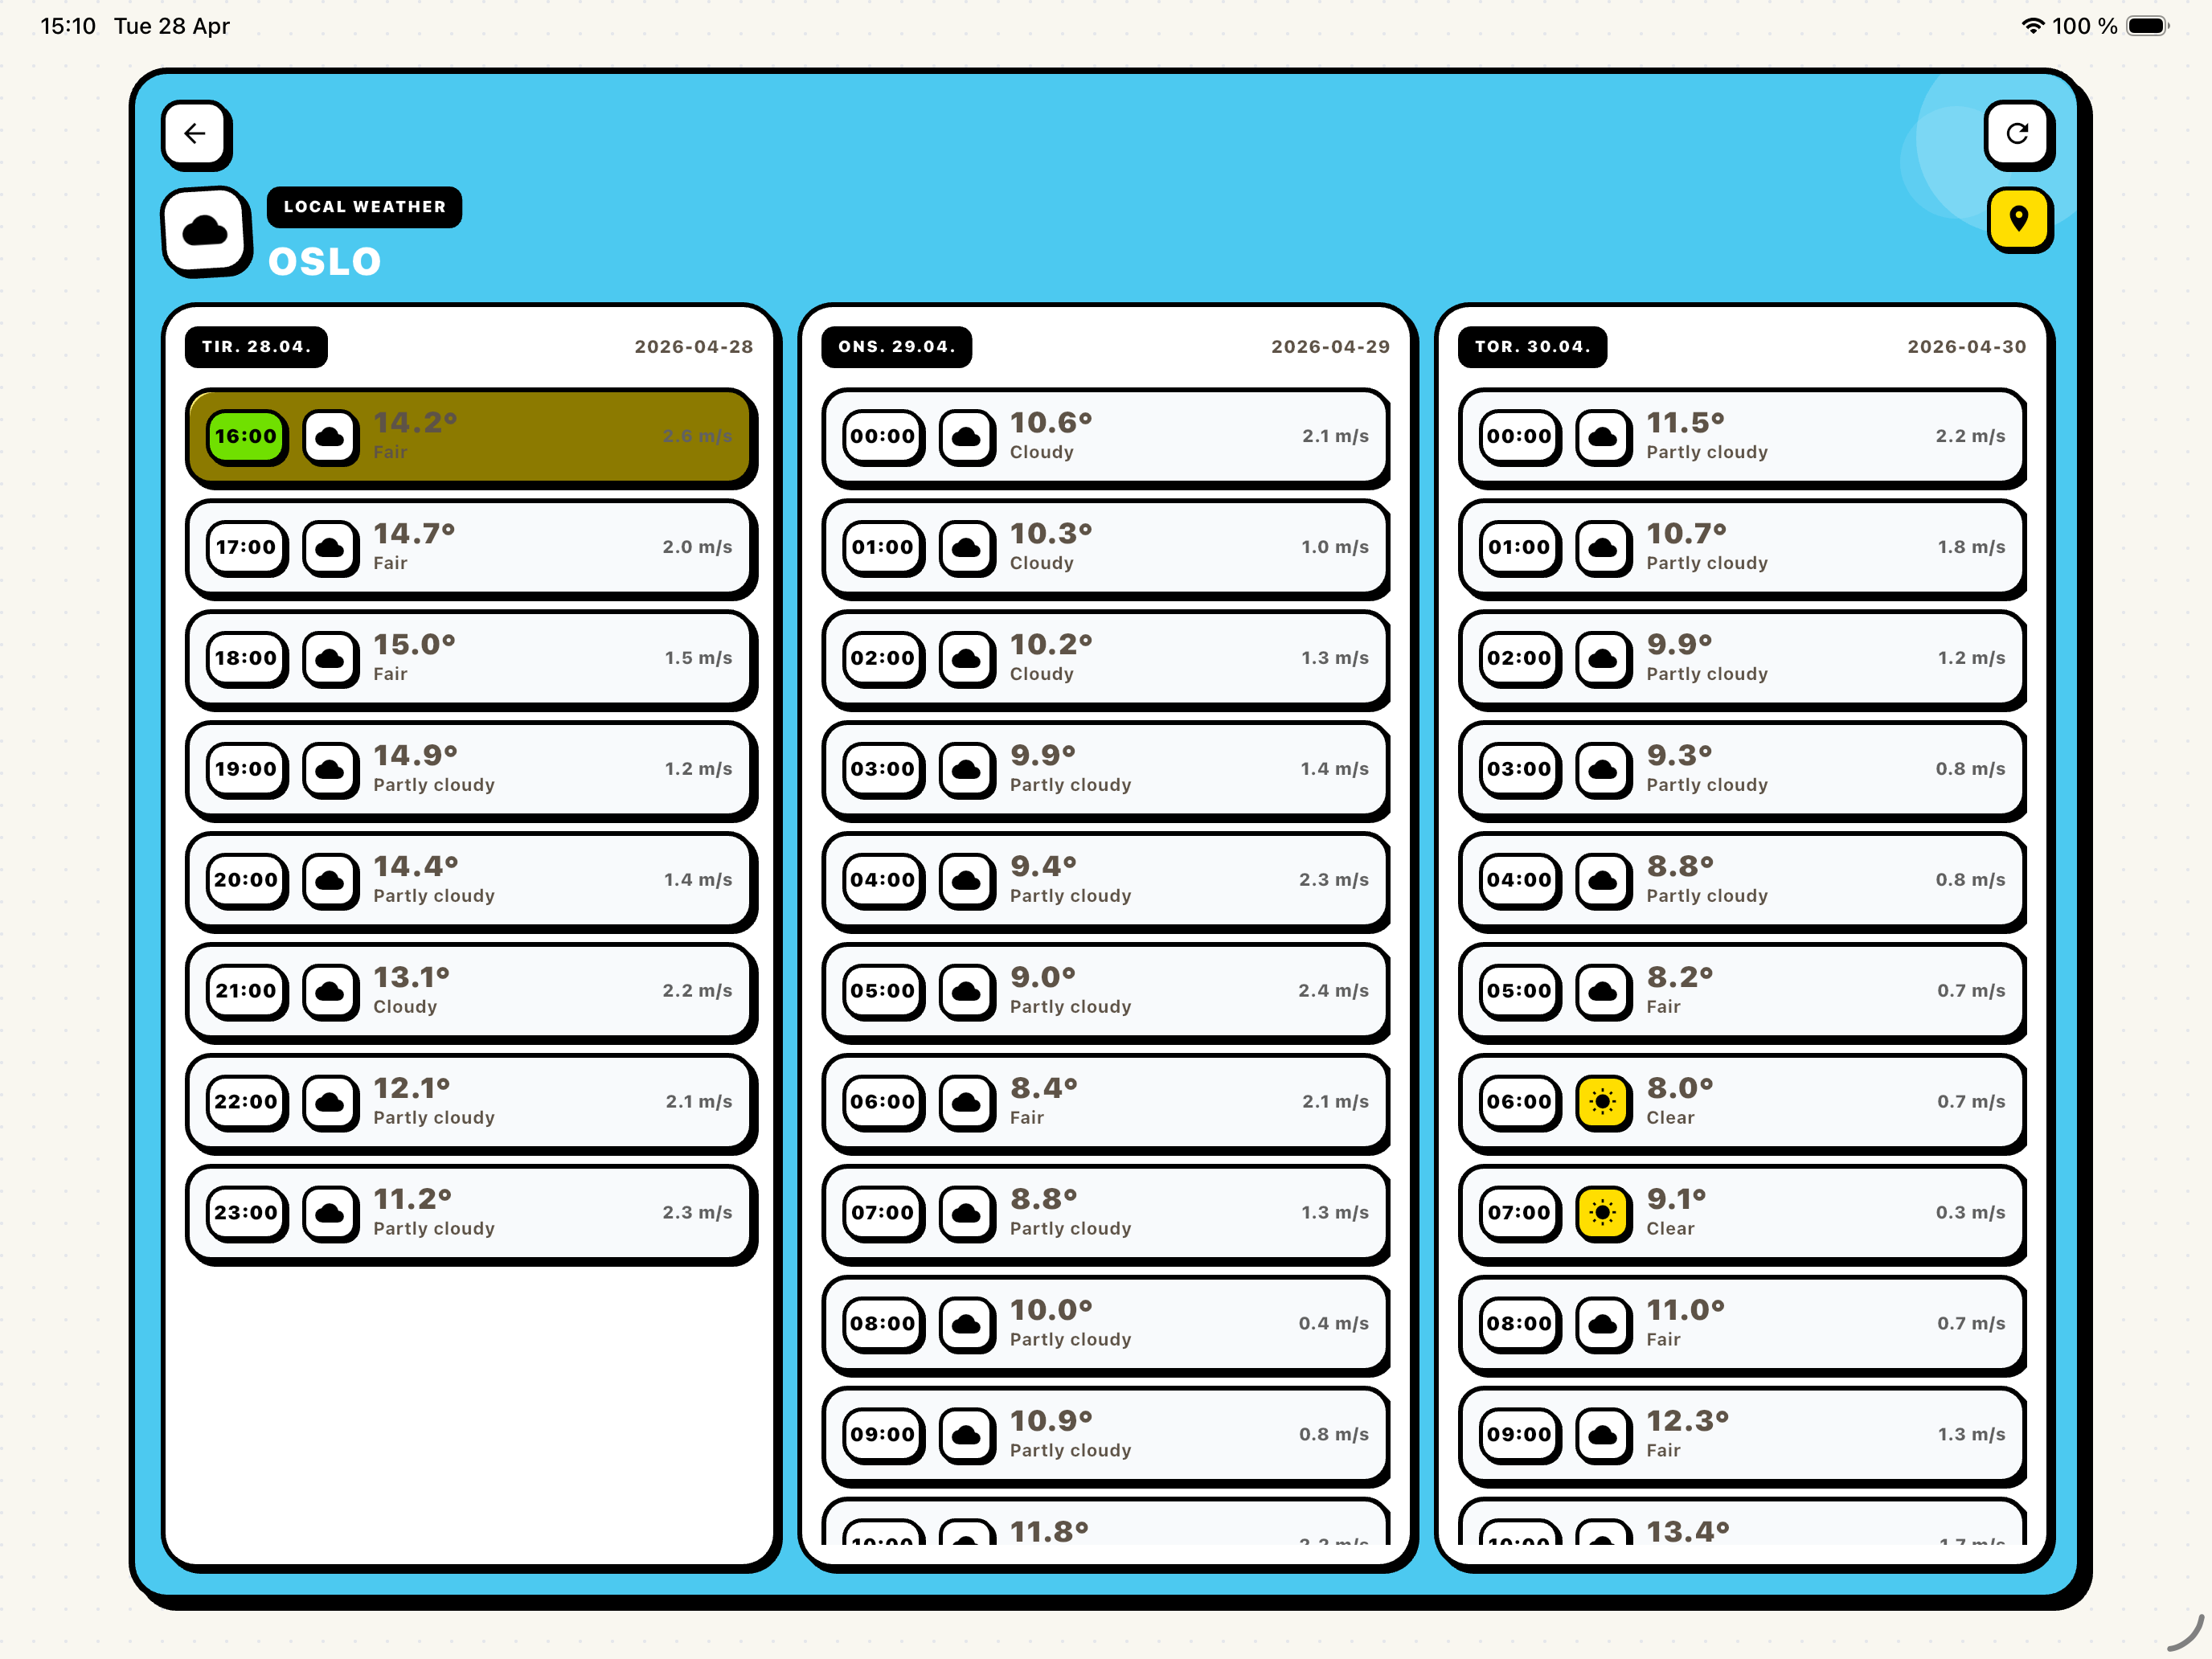 15:10 Tue 28 Apr
100 %
LOCAL WEATHER
OSLO
TIR. 28.04.
2026-04-28
16:00
14.2°
Fair
2.6 m/s
17:00
14.7°
Fair
2.0 m/s
18:00
15.0°
Fair
1.5 m/s
19:00
14.9°
Partly cloudy
1.2 m/s
20:00
14.4°
Partly cloudy
1.4 m/s
21:00
13.1°
Cloudy
2.2 m/s
22:00
12.1°
Partly cloudy
2.1 m/s
23:00
11.2°
Partly cloudy
2.3 m/s
ONS. 29.04.
2026-04-29
00:00
10.6°
Cloudy
2.1 m/s
01:00
10.3°
Cloudy
1.0 m/s
02:00
10.2°
Cloudy
1.3 m/s
03:00
9.9°
Partly cloudy
1.4 m/s
04:00
9.4°
Partly cloudy
2.3 m/s
05:00
9.0°
Partly cloudy
2.4 m/s
06:00
8.4°
Fair
2.1 m/s
07:00
8.8°
Partly cloudy
1.3 m/s
08:00
10.0°
Partly cloudy
0.4 m/s
09:00
10.9°
Partly cloudy
0.8 m/s
10:00
11.8°
TOR. 30.04.
2026-04-30
00:00
11.5°
Partly cloudy
2.2 m/s
01:00
10.7°
Partly cloudy
1.8 m/s
02:00
9.9°
Partly cloudy
1.2 m/s
03:00
9.3°
Partly cloudy
0.8 m/s
04:00
8.8°
Partly cloudy
0.8 m/s
05:00
8.2°
Fair
0.7 m/s
06:00
8.0°
Clear
0.7 m/s
07:00
9.1°
Clear
0.3 m/s
08:00
11.0°
Fair
0.7 m/s
09:00
12.3°
Fair
1.3 m/s
10:00
13.4°